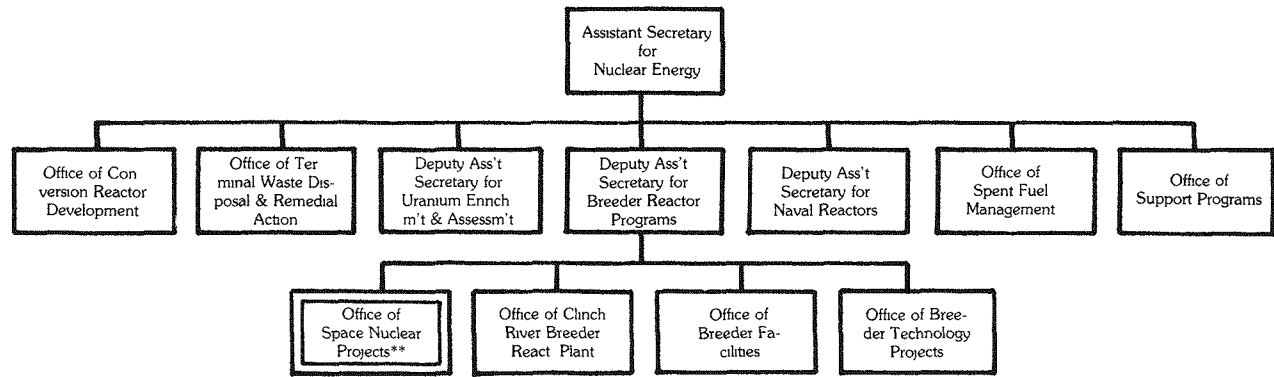 Assistant Secretary
for
Nuclear Energy
Office of Con
version Reactor
Development
Office of Ter
minal Waste Dis-
posal & Remedial
Action
Deputy Ass't
Secretary for
Uranium Enrich
m't & Assessm't
Deputy Ass't
Secretary for
Breeder Reactor
Programs
Deputy Ass't
Secretary for
Naval Reactors
Office of
Spent Fuel
Management
Office of
Support Programs
Office of
Space Nuclear
Projects**
Office of Clinch
River Breeder
React Plant
Office of
Breeder Fa-
cilities
Office of Bree-
der Technology
Projects